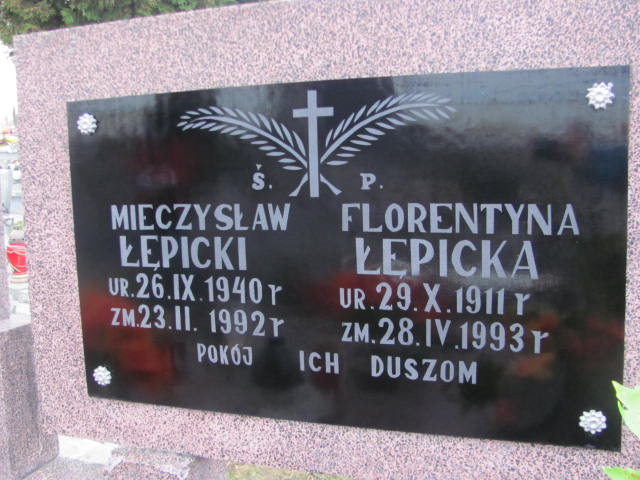 Ś. P.
MIECZYSŁAW
ŁĘPICKI
UR. 26. IX. 1940 r
ZM. 23. II. 1992 r
FLORENTYNA
ŁĘPICKA
UR. 29. X. 1911 r
ZM. 28. IV. 1993 r
POKÓJ ICH DUSZOM